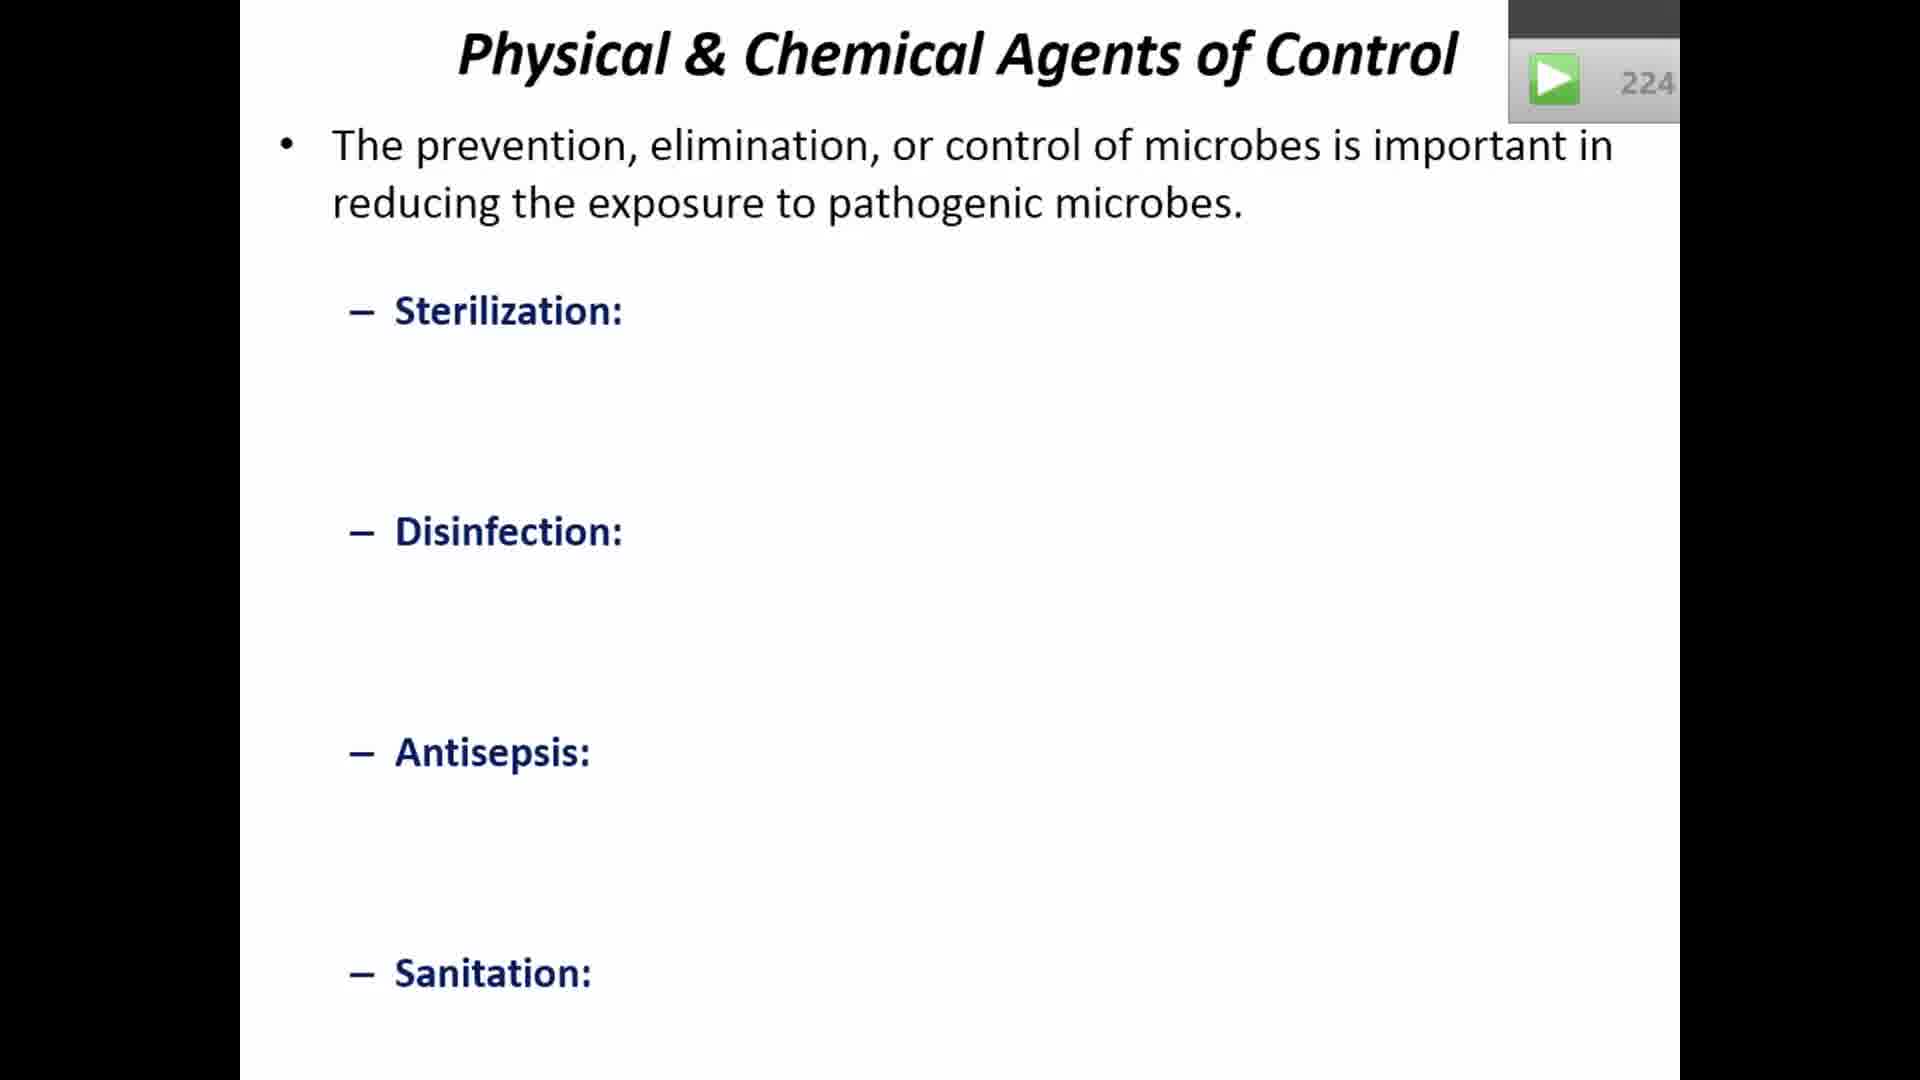 Physical & Chemical Agents of Control
224
• The prevention, elimination, or control of microbes is important in
reducing the exposure to pathogenic microbes.
– Sterilization:
– Disinfection:
– Antisepsis:
– Sanitation: